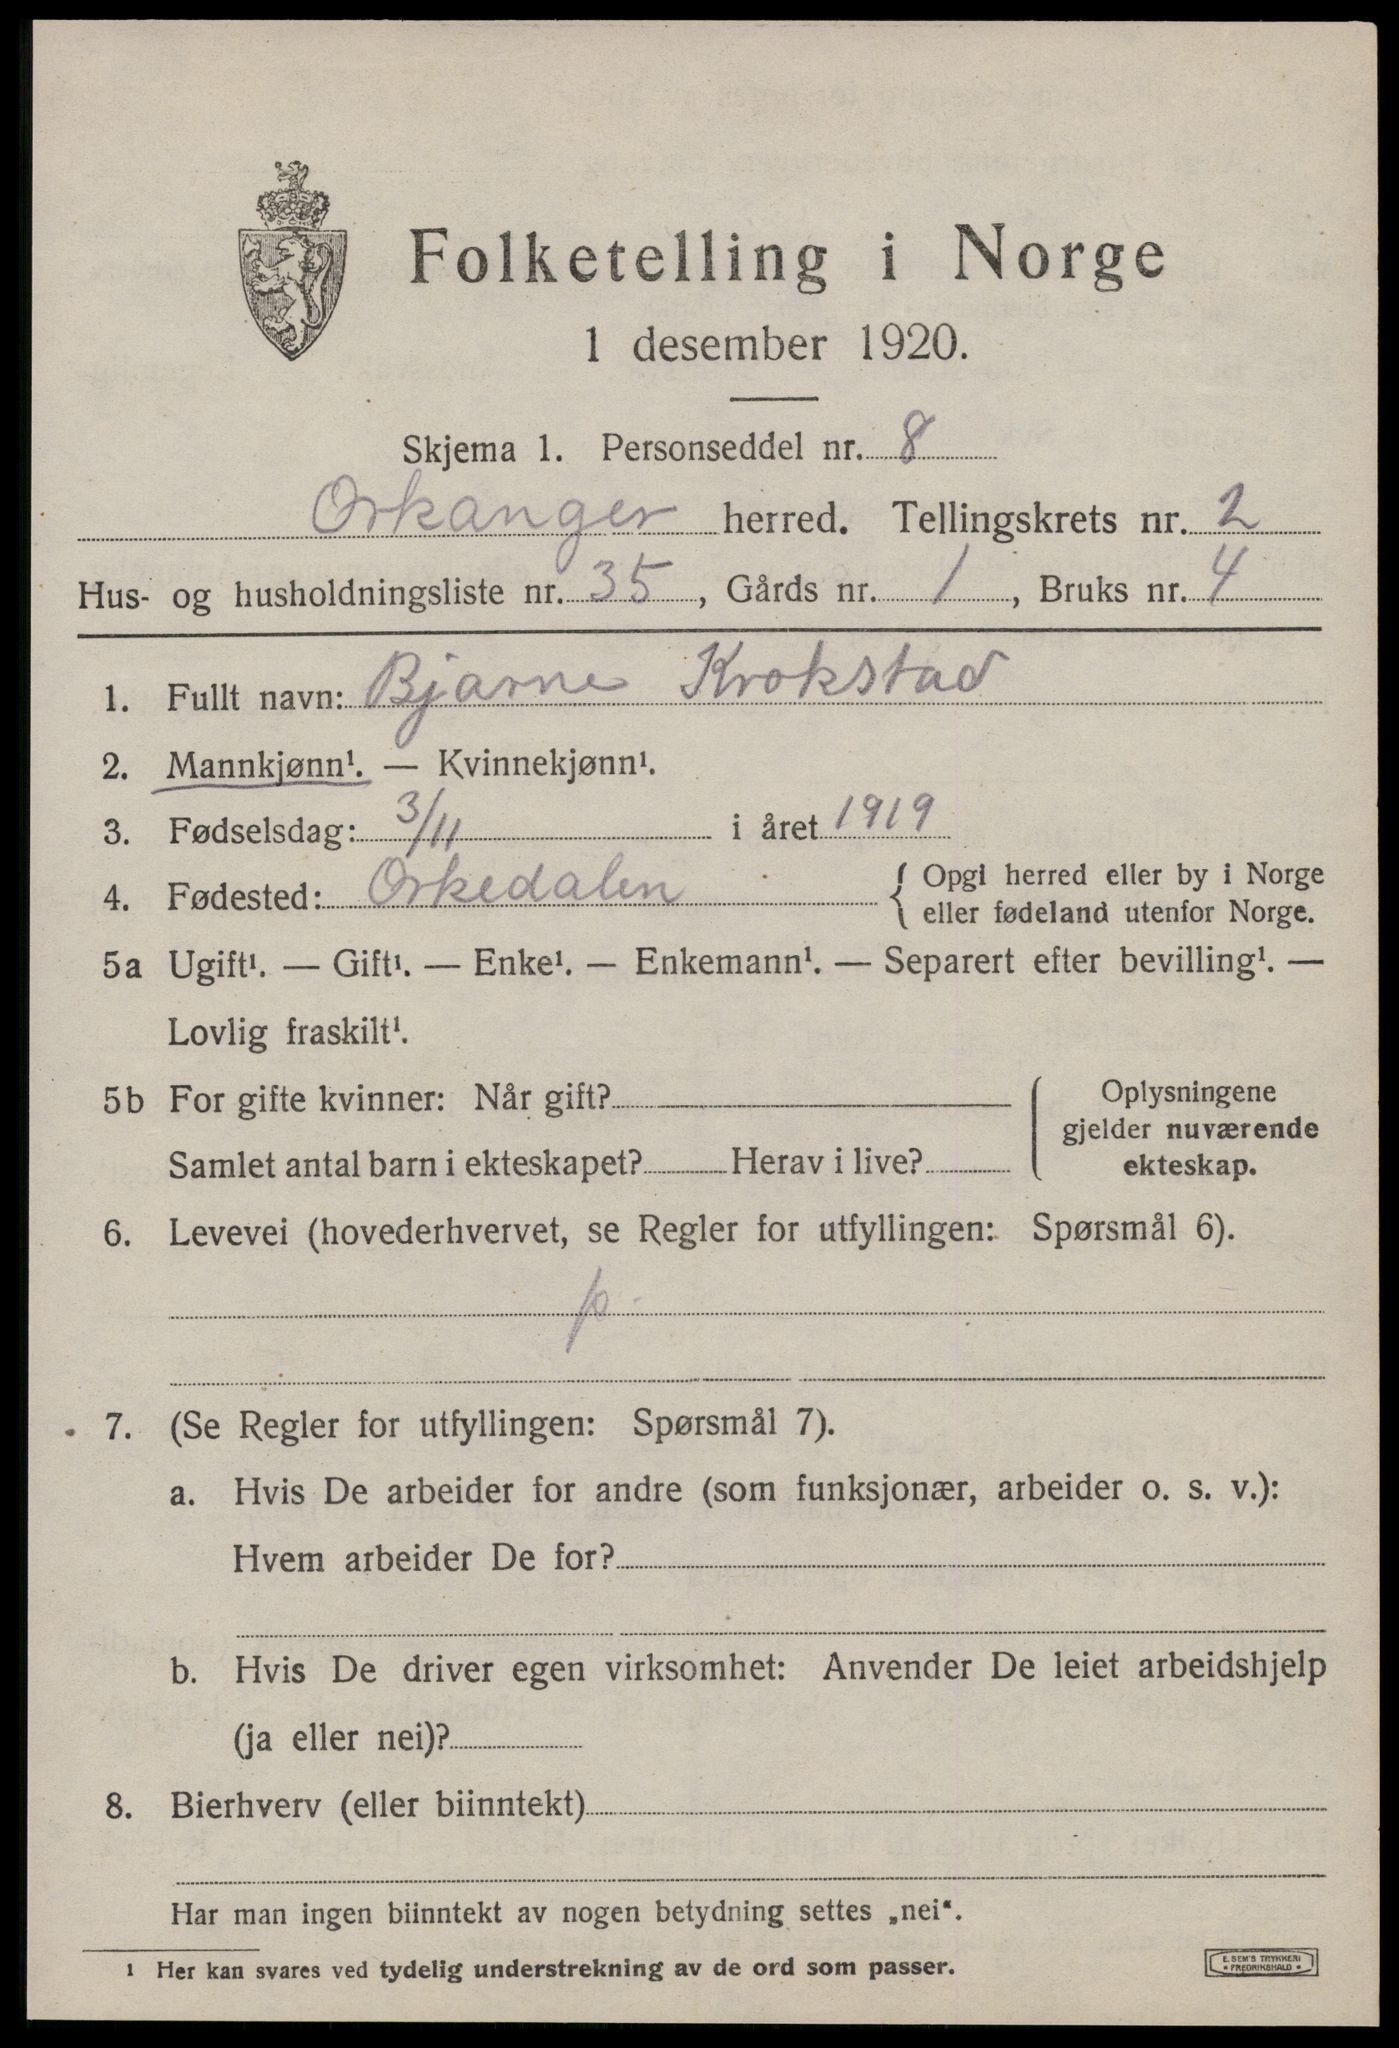 Folketelling i Norge
1 desember 1920.
Skjema 1. Personseddel nr. 8
Orkanger herred. Tellingskrets nr. 2
Hus- og husholdningsliste nr. 35, Gårds nr. 1, Bruks nr. 4
1. Fullt navn: Bjarne Krokstad
2. Mannkjønn¹. — Kvinnekjønn¹.
3. Fødselsdag: 3/11 i året 1919
4. Fødested: Orkedalen { Opgi herred eller by i Norge
eller fødeland utenfor Norge.
5a Ugift¹. — Gift¹. — Enke¹. — Enkemann¹. — Separert efter bevilling¹. —
Lovlig fraskilt¹.
5b For gifte kvinner: Når gift?
Samlet antal barn i ekteskapet? Herav i live?
Oplysningene
gjelder nuværende
ekteskap.
6. Levevei (hovederhvervet, se Regler for utfyllingen: Spørsmål 6).
p.
7. (Se Regler for utfyllingen: Spørsmål 7).
a. Hvis De arbeider for andre (som funksjonær, arbeider o. s. v.):
Hvem arbeider De for?
b. Hvis De driver egen virksomhet: Anvender De leiet arbeidshjelp
(ja eller nei)?
8. Bierhverv (eller biinntekt)
Har man ingen biinntekt av nogen betydning settes „nei“.
1 Her kan svares ved tydelig understrekning av de ord som passer.
E. SEM'S TRYKKERI
• FREDRIKSHALD •